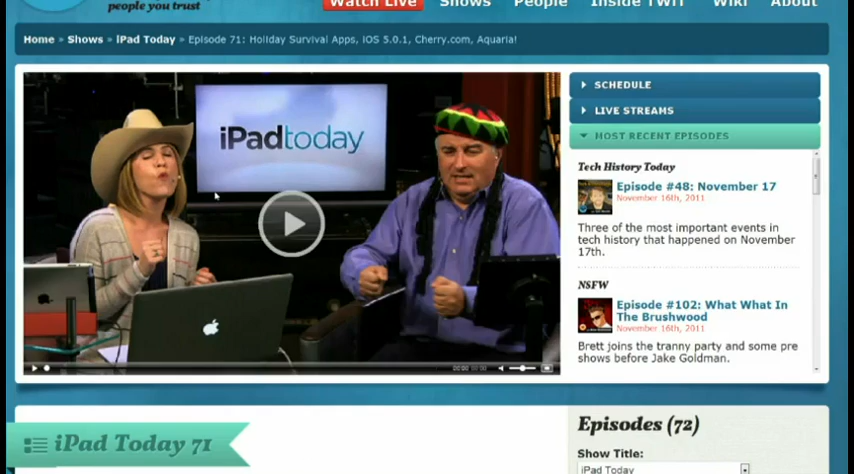 people you trust
Watch Live
Shows
People
Inside TWiT
Wiki
About
Home » Shows » iPad Today » Episode 71: Holiday Survival Apps, iOS 5.0.1, Cherry.com, Aquaria!
iPadtoday
SCHEDULE
LIVE STREAMS
MOST RECENT EPISODES
Tech History Today
Episode #48: November 17
November 16th, 2011
Three of the most important events in
tech history that happened on November
17th.
NSFW
Episode #102: What What In
The Brushwood
November 16th, 2011
Brett joins the tranny party and some pre
shows before Jake Goldman.
00:00
iPad Today 71
Episodes (72)
Show Title:
iPad Today